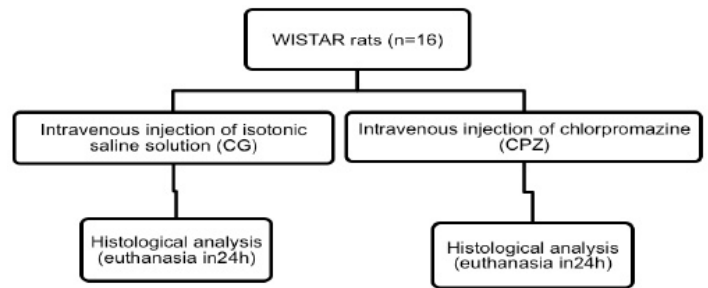 WISTAR rats (n=16)
Intravenous injection of isotonic
saline solution (CG)
Intravenous injection of chlorpromazine
(CPZ)
Histological analysis
(euthanasia in24h)
Histological analysis
(euthanasia in24h)